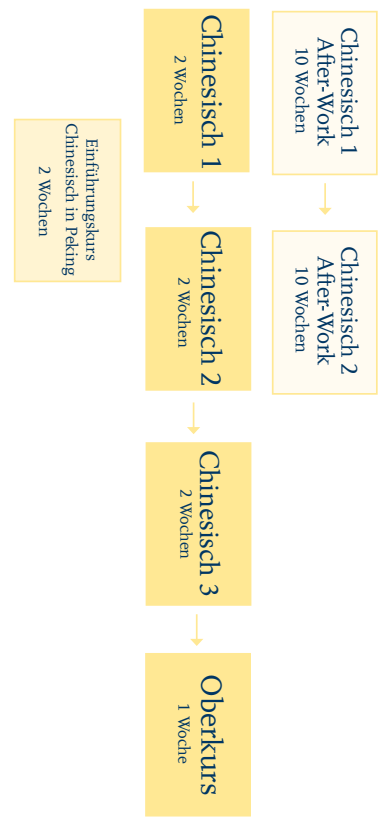 Chinesisch 1
After-Work
10 Wochen
Chinesisch 2
After-Work
10 Wochen
Chinesisch 1
2 Wochen
Chinesisch 2
2 Wochen
Chinesisch 3
2 Wochen
Oberkurs
1 Woche
Einführungskurs
Chinesisch in Peking
2 Wochen